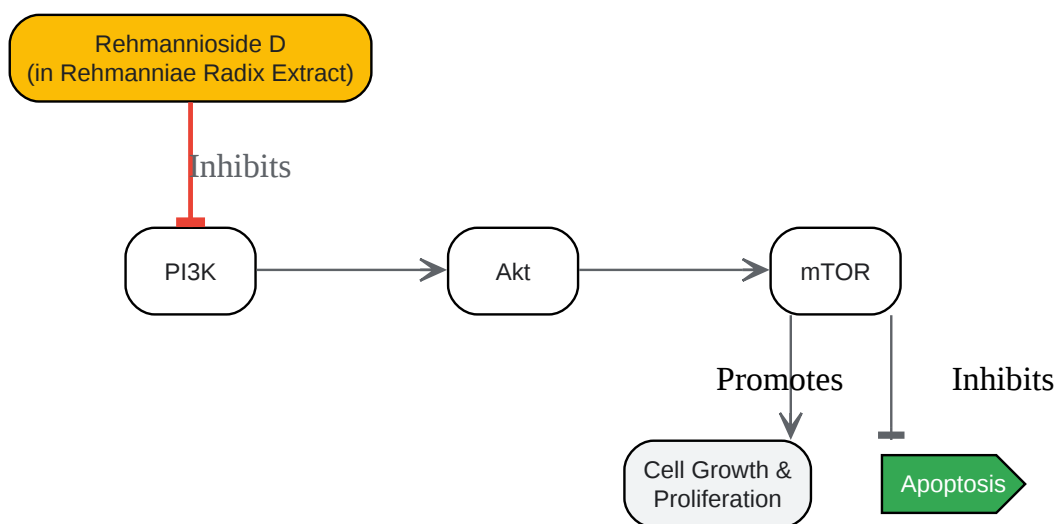 Rehmannioside D
(in Rehmanniae Radix Extract)
Inhibits
PI3K
Akt
mTOR
Promotes
Inhibits
Cell Growth &
Proliferation
Apoptosis